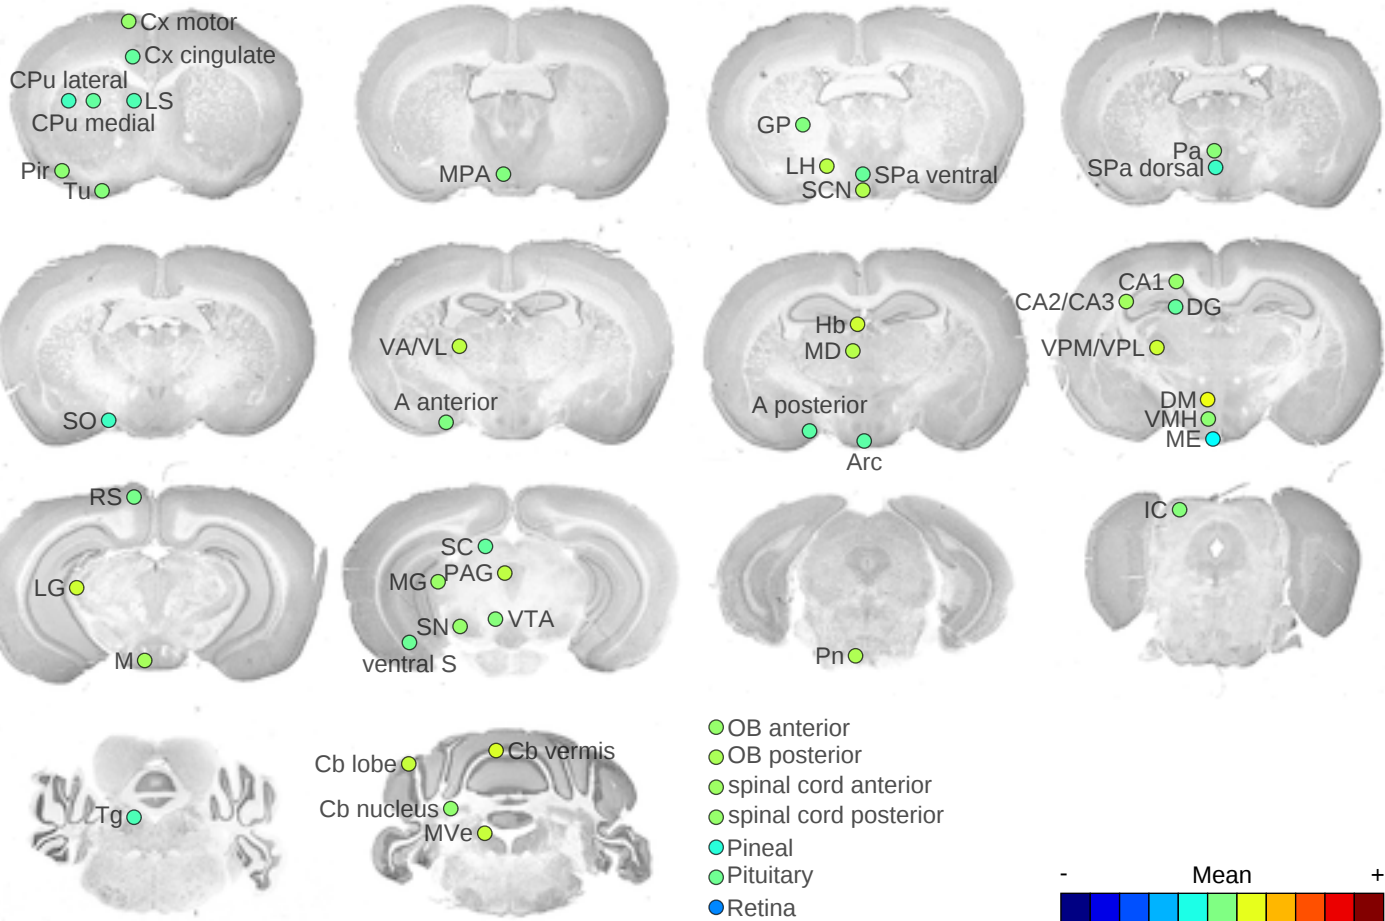 Cx motor
Cx cingulate
CPu lateral
LS
CPu medial
Pir
Tu
MPA
GP
LH
SPa ventral
SCN
Pa
SPa dorsal
SO
VA/VL
A anterior
Hb
MD
A posterior
Arc
CA1
CA2/CA3
DG
VPM/VPL
DM
VMH
ME
RS
LG
M
SC
MG
PAG
SN
VTA
ventral S
Pn
IC
Tg
Cb lobe
Cb vermis
Cb nucleus
MVe
OB anterior
OB posterior
spinal cord anterior
spinal cord posterior
Pineal
Pituitary
Retina
- Mean +